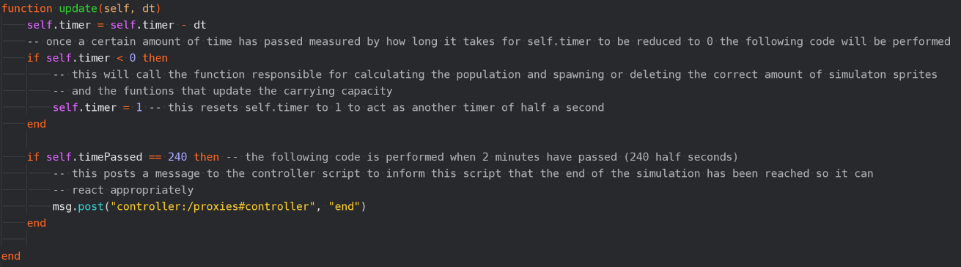 function update(self, dt)
self.timer = self.timer - dt
-- once a certain amount of time has passed measured by how long it takes for self.timer to be reduced to 0 the following code will be performed
if self.timer < 0 then
-- this will call the function responsible for calculating the population and spawning or deleting the correct amount of simulaton sprites
-- and the funtions that update the carrying capacity
self.timer = 1 -- this resets self.timer to 1 to act as another timer of half a second
end
if self.timePassed == 240 then -- the following code is performed when 2 minutes have passed (240 half seconds)
-- this posts a message to the controller script to inform this script that the end of the simulation has been reached so it can
-- react appropriately
msg.post("controller:/proxies#controller", "end")
end
end